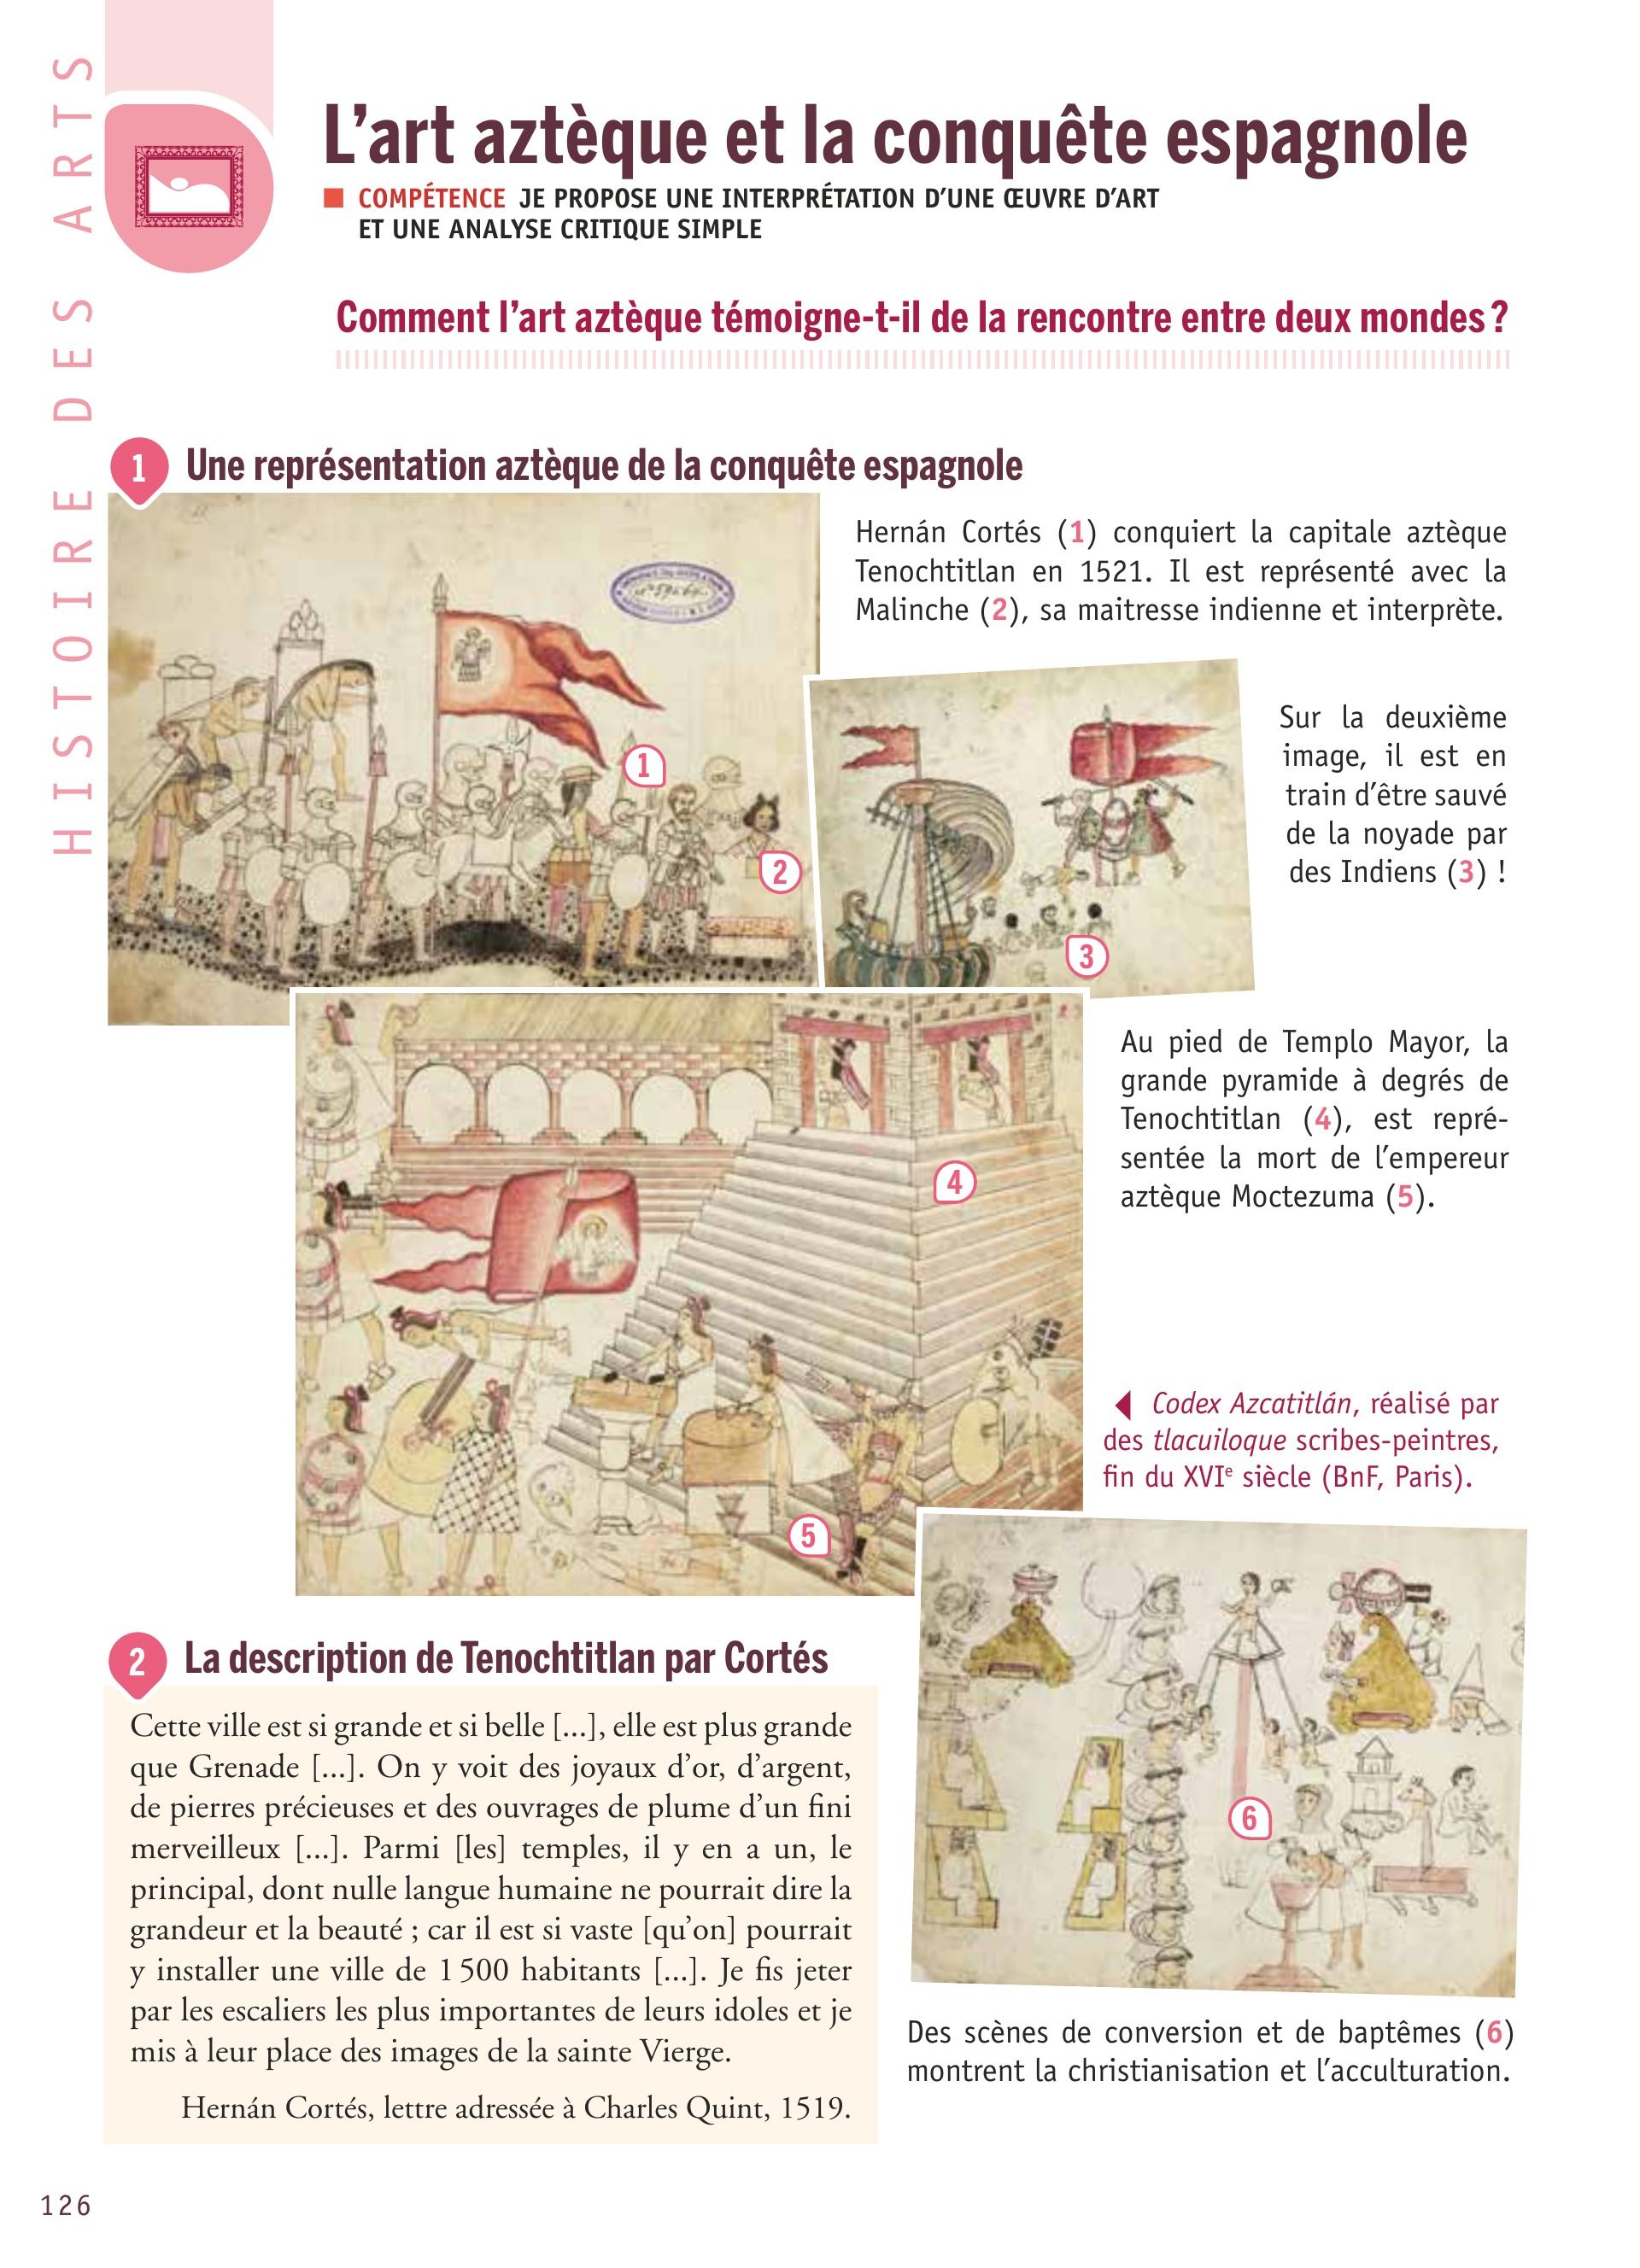 HISTOIRE DES ARTS
L’art aztèque et la conquête espagnole
COMPÉTENCE JE PROPOSE UNE INTERPRÉTATION D’UNE ŒUVRE D’ART
ET UNE ANALYSE CRITIQUE SIMPLE
Comment l’art aztèque témoigne-t-il de la rencontre entre deux mondes ?
1 Une représentation aztèque de la conquête espagnole
Hernán Cortés (1) conquiert la capitale aztèque
Tenochtitlan en 1521. Il est représenté avec la
Malinche (2), sa maitresse indienne et interprète.
1
2
Sur la deuxième
image, il est en
train d’être sauvé
de la noyade par
des Indiens (3) !
3
Au pied de Templo Mayor, la
grande pyramide à degrés de
Tenochtitlan (4), est repré-
sentée la mort de l’empereur
aztèque Moctezuma (5).
4
5
Codex Azcatitlán, réalisé par
des tlacuiloque scribes-peintres,
fin du XVIe siècle (BnF, Paris).
6
Des scènes de conversion et de baptêmes (6)
montrent la christianisation et l’acculturation.
2 La description de Tenochtitlan par Cortés
Cette ville est si grande et si belle [...], elle est plus grande
que Grenade [...]. On y voit des joyaux d’or, d’argent,
de pierres précieuses et des ouvrages de plume d’un fini
merveilleux [...]. Parmi [les] temples, il y en a un, le
principal, dont nulle langue humaine ne pourrait dire la
grandeur et la beauté ; car il est si vaste [qu’on] pourrait
y installer une ville de 1 500 habitants [...]. Je fis jeter
par les escaliers les plus importantes de leurs idoles et je
mis à leur place des images de la sainte Vierge.
Hernán Cortés, lettre adressée à Charles Quint, 1519.
126